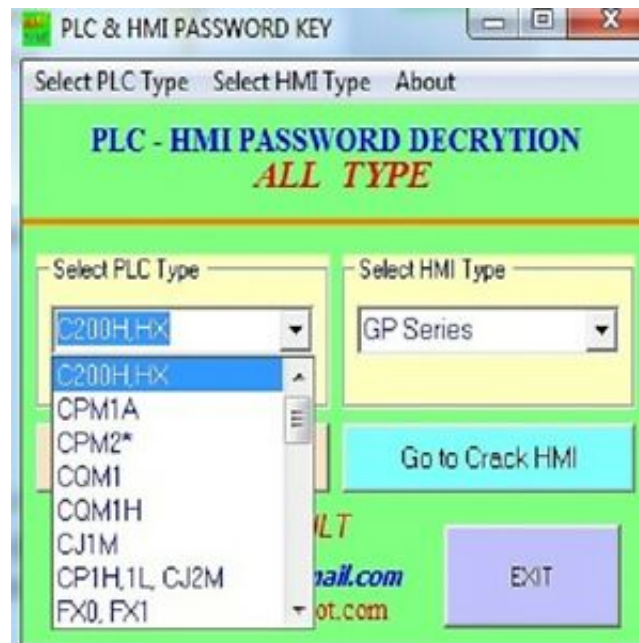 PLC & HMI PASSWORD KEY
Select PLC Type Select HMI Type About
PLC - HMI PASSWORD DECRYTION
ALL TYPE
Select PLC Type
C200H,HX
C200H,HX
CPM1A
CPM2*
CQM1
CQM1H
CJ1M
CP1H,1L, CJ2M
FX0, FX1
Select HMI Type
GP Series
Go to Crack HMI
EXIT